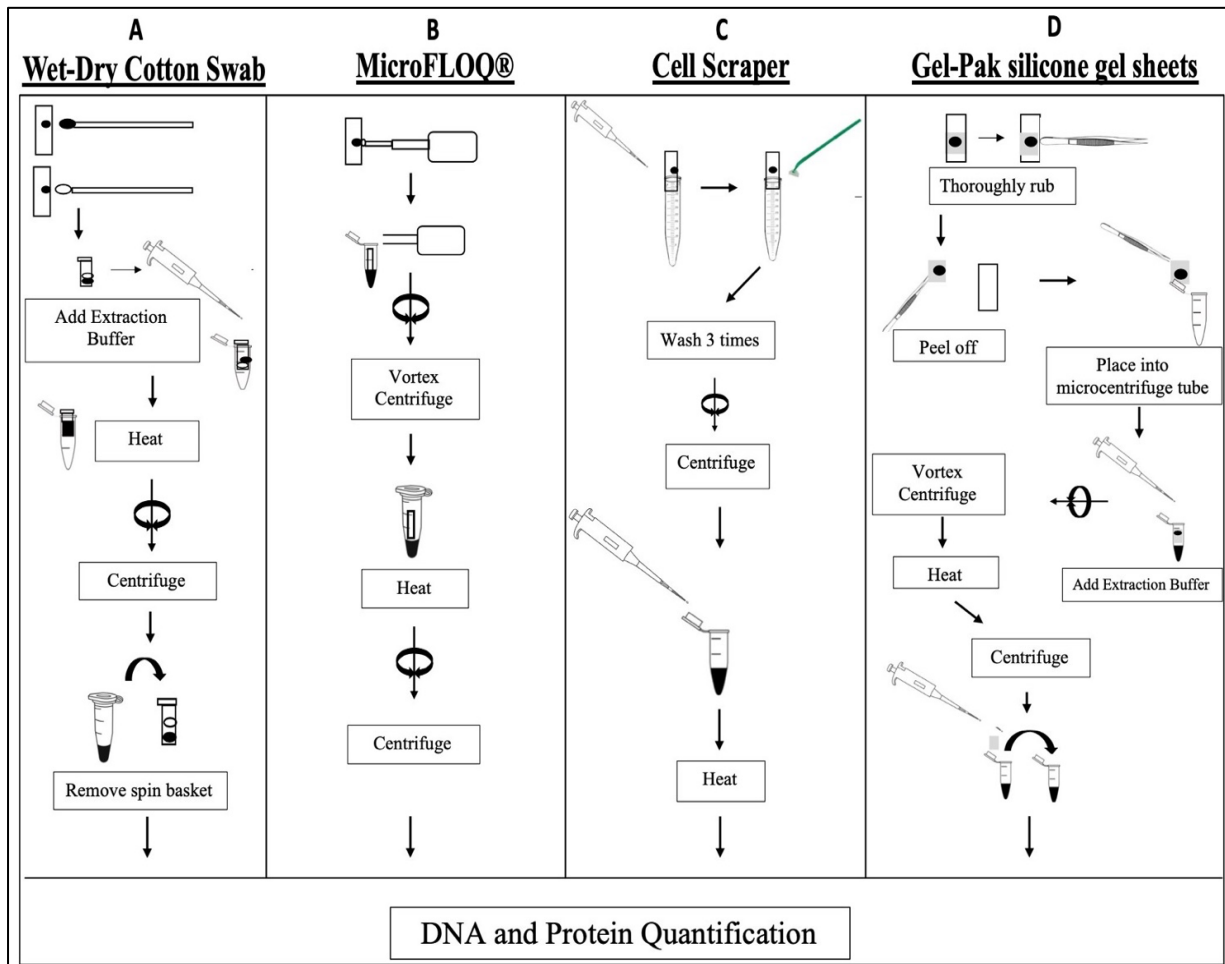 A
Wet-Dry Cotton Swab
Add Extraction
Buffer
Heat
Centrifuge
Remove spin basket
B
MicroFLOQ®
Vortex
Centrifuge
Heat
Centrifuge
C
Cell Scraper
Wash 3 times
Centrifuge
Heat
D
Gel-Pak silicone gel sheets
Thoroughly rub
Peel off
Place into
microcentrifuge tube
Add Extraction Buffer
Vortex
Centrifuge
Heat
Centrifuge
DNA and Protein Quantification